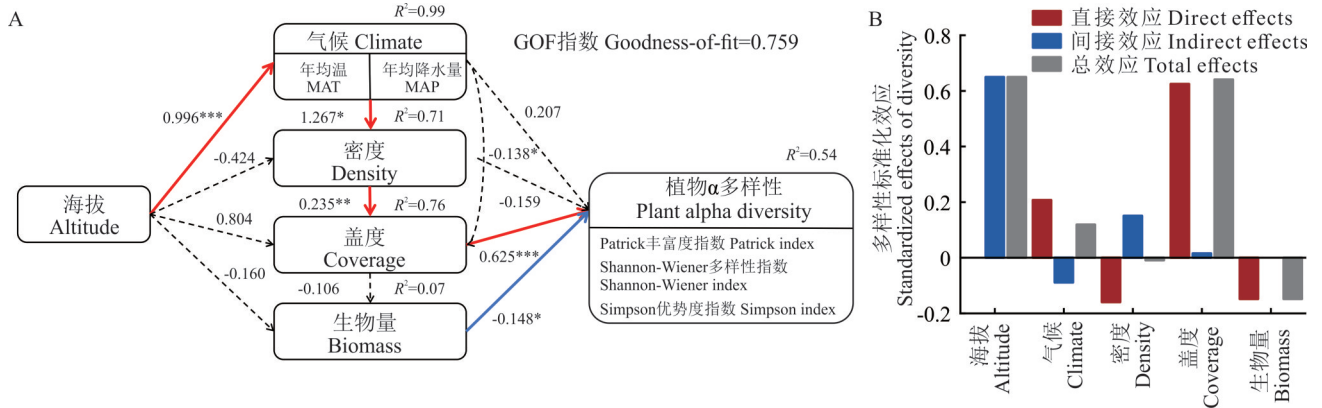 A
R²=0.99
气候 Climate
年均温
MAT
年均降水量
MAP
GOF指数 Goodness-of-fit=0.759
0.996***
1.267*
R²=0.71
0.207
-0.424
密度
Density
-0.138*
R²=0.54
海拔
Altitude
0.235**
R²=0.76
-0.159
植物α多样性
Plant alpha diversity
0.804
盖度
Coverage
0.625***
Patrick丰富度指数 Patrick index
Shannon-Wiener多样性指数
Shannon-Wiener index
Simpson优势度指数 Simpson index
-0.160
-0.106
R²=0.07
生物量
Biomass
-0.148*
B
直接效应 Direct effects
间接效应 Indirect effects
总效应 Total effects
多样性标准化效应
Standardized effects of diversity
0.8
0.6
0.4
0.2
0
-0.2
海拔
Altitude
气候
Climate
密度
Density
盖度
Coverage
生物量
Biomass